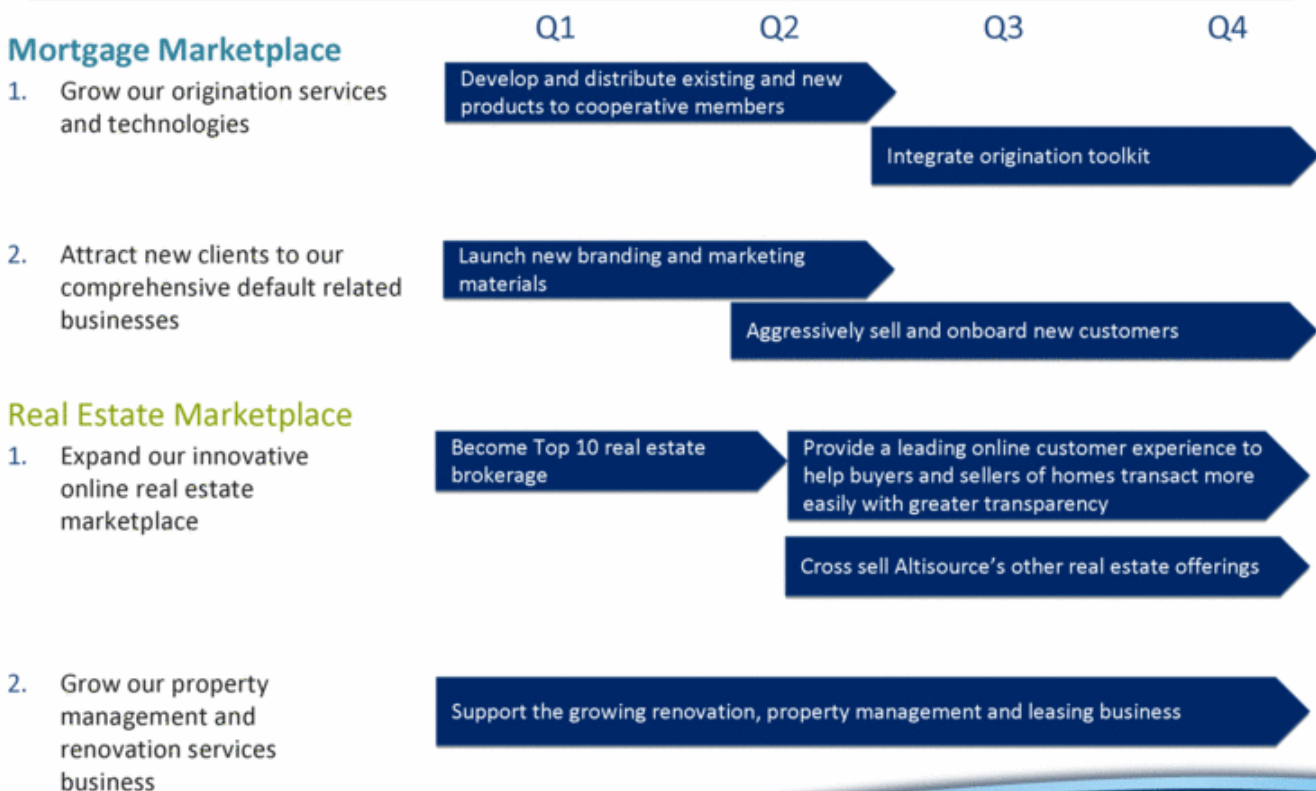 Q1 Q2 Q3 Q4
Mortgage Marketplace
1. Grow our origination services
and technologies
Develop and distribute existing and new
products to cooperative members
Integrate origination toolkit
2. Attract new clients to our
comprehensive default related
businesses
Launch new branding and marketing
materials
Aggressively sell and onboard new customers
Real Estate Marketplace
1. Expand our innovative
online real estate
marketplace
Become Top 10 real estate
brokerage
Provide a leading online customer experience to
help buyers and sellers of homes transact more
easily with greater transparency
Cross sell Altisource's other real estate offerings
2. Grow our property
management and
renovation services
business
Support the growing renovation, property management and leasing business